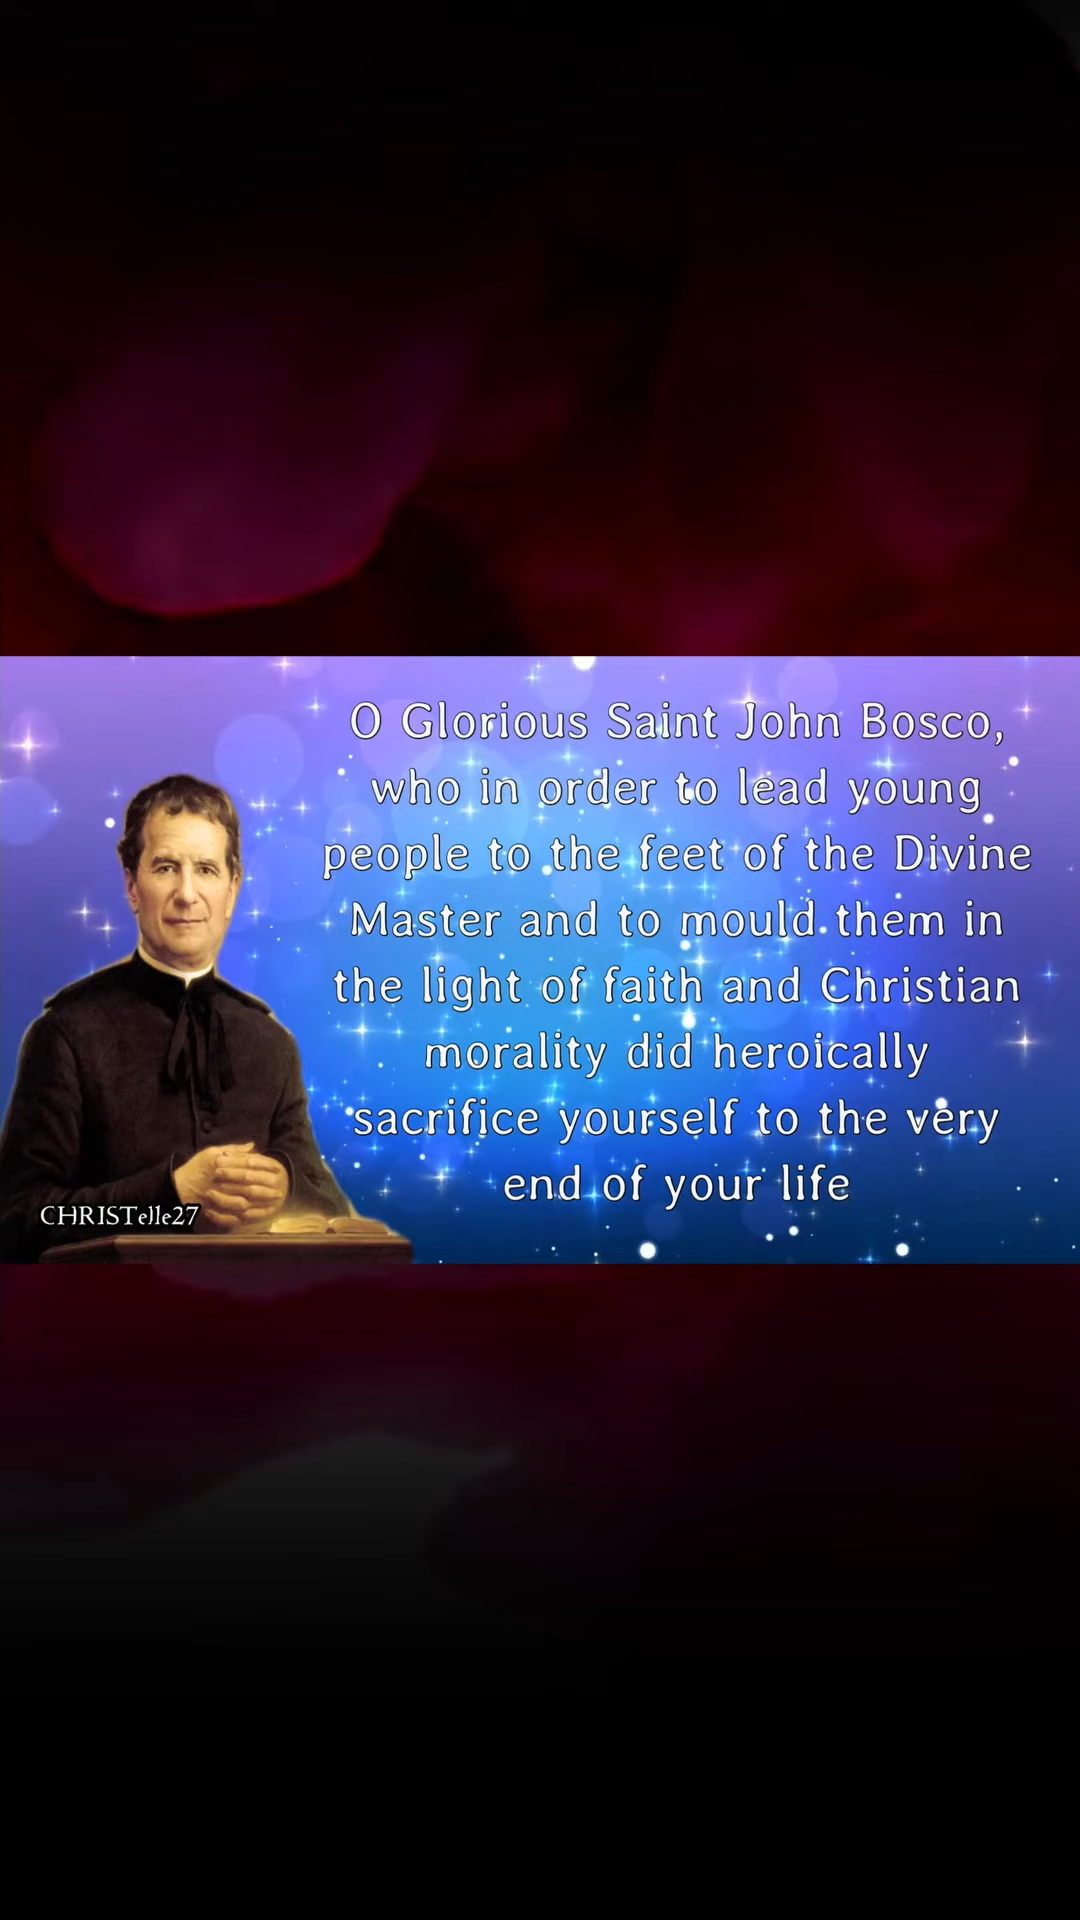 O Glorious Saint John Bosco,
who in order to lead young
people to the feet of the Divine
Master and to mould them in
the light of faith and Christian
morality did heroically
sacrifice yourself to the very
end of your life
CHRISTelle27